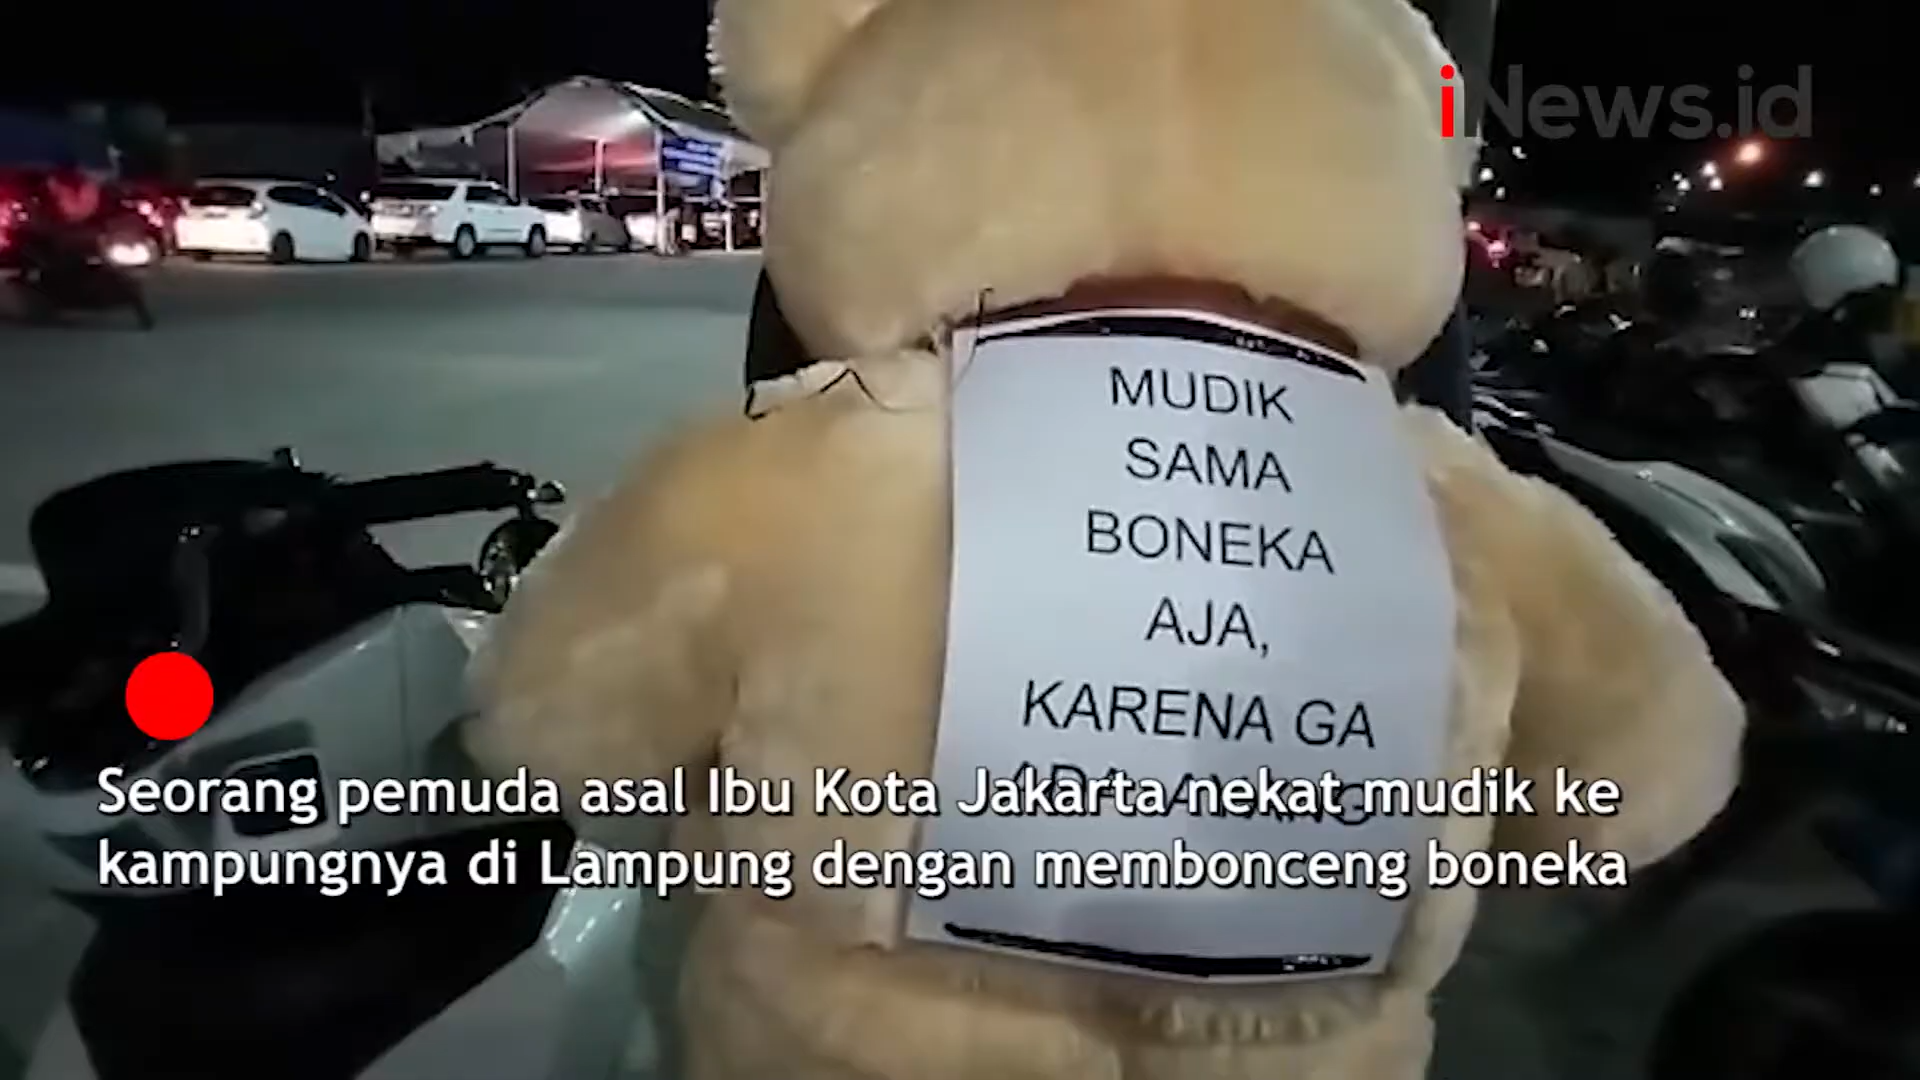 iNews.id
MUDIK
SAMA
BONEKA
AJA,
KARENA GA
Seorang pemuda asal Ibu Kota Jakarta nekat mudik ke
kampungnya di Lampung dengan membonceng boneka